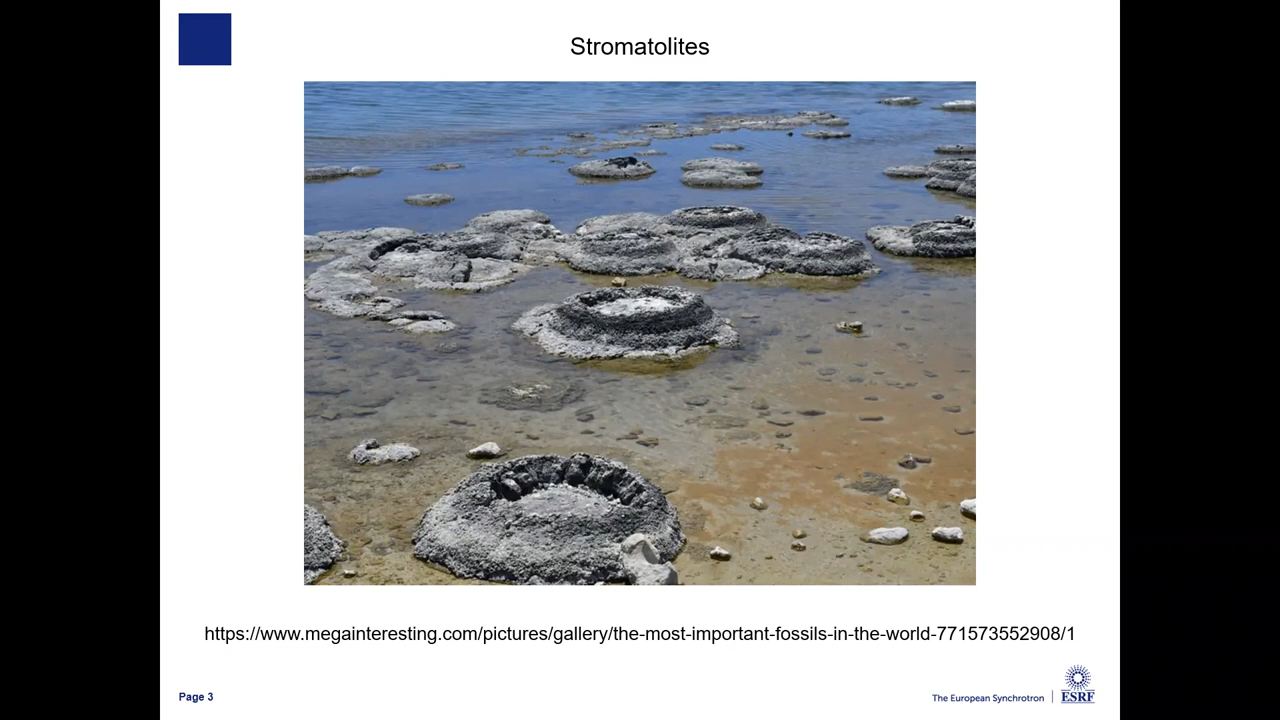 Stromatolites
https://www.megainteresting.com/pictures/gallery/the-most-important-fossils-in-the-world-771573552908/1
Page 3
The European Synchrotron
ESRF